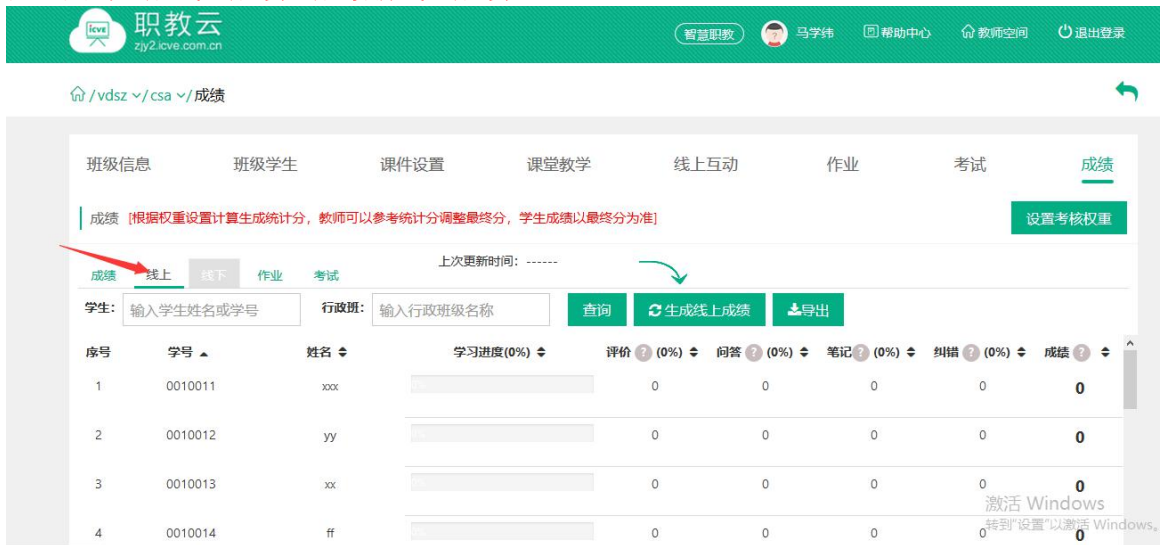 icve 职教云
zjy2.icve.com.cn
智慧职教 马学纬 帮助中心 教师空间 退出登录
/ vdsz / csa / 成绩
班级信息 班级学生 课件设置 课堂教学 线上互动 作业 考试 成绩
成绩 [根据权重设置计算生成统计分，教师可以参考统计分调整最终分，学生成绩以最终分为准] 设置考核权重
上次更新时间：------
成绩 线上 线下 作业 考试
学生： 输入学生姓名或学号 行政班： 输入行政班级名称 查询 生成线上成绩 导出
序号 学号 姓名 学习进度(0%) 评价 ? (0%) 问答 ? (0%) 笔记 ? (0%) 纠错 ? (0%) 成绩 ?
1 0010011 xxx 0 0 0 0 0
2 0010012 yy 0 0 0 0 0
3 0010013 xx 0 0 0 0 0
激活 Windows
转到"设置"以激活 Windows。
4 0010014 ff 0 0 0 0 0